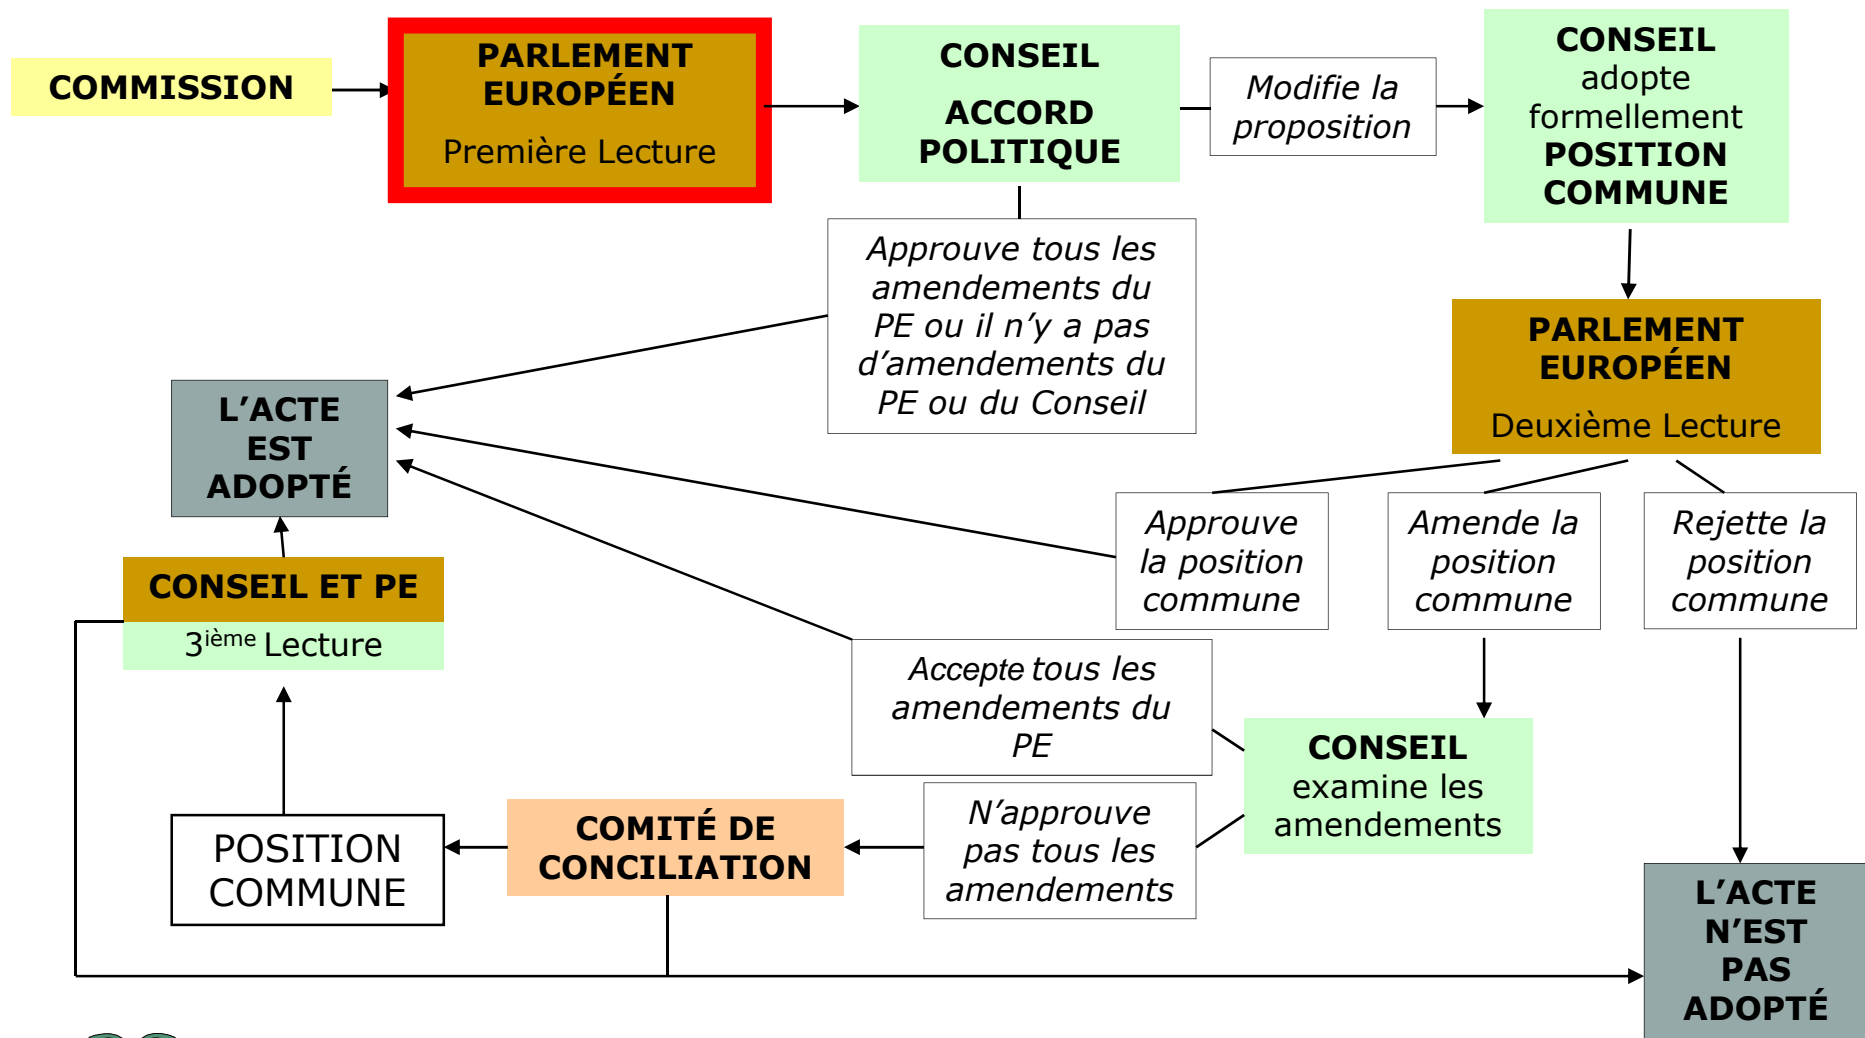 COMMISSION
PARLEMENT
EUROPÉEN
Première Lecture
CONSEIL
ACCORD
POLITIQUE
Modifie la
proposition
CONSEIL
adopte
formellement
POSITION
COMMUNE
Approuve tous les
amendements du
PE ou il n’y a pas
d’amendements du
PE ou du Conseil
PARLEMENT
EUROPÉEN
Deuxième Lecture
L’ACTE
EST
ADOPTÉ
Approuve
la position
commune
Amende la
position
commune
Rejette la
position
commune
CONSEIL ET PE
3ième Lecture
Accepte tous les
amendements du
PE
CONSEIL
examine les
amendements
N’approuve
pas tous les
amendements
COMITÉ DE
CONCILIATION
POSITION
COMMUNE
L’ACTE
N’EST
PAS
ADOPTÉ